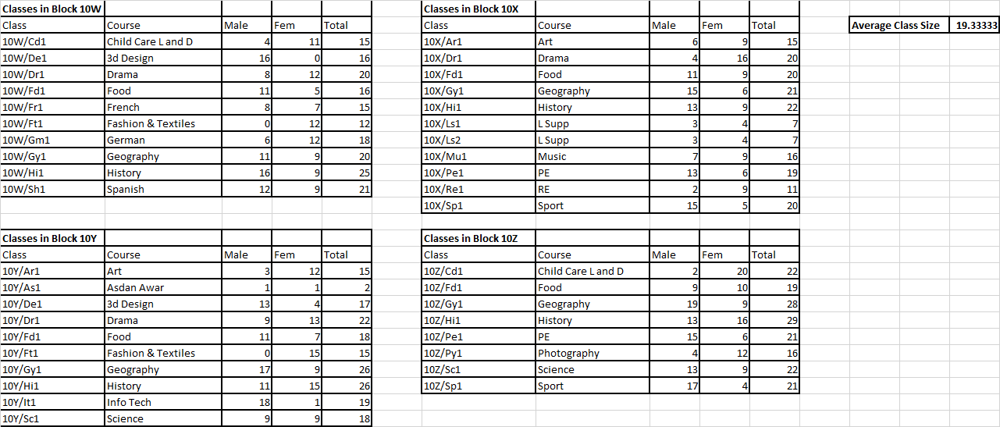 Classes in Block 10W
Class Course Male Fem Total
10W/Cd1 Child Care L and D 4 11 15
10W/De1 3d Design 16 0 16
10W/Dr1 Drama 8 12 20
10W/Fd1 Food 11 5 16
10W/Fr1 French 8 7 15
10W/Ft1 Fashion & Textiles 0 12 12
10W/Gm1 German 6 12 18
10W/Gy1 Geography 11 9 20
10W/Hi1 History 16 9 25
10W/Sh1 Spanish 12 9 21
Classes in Block 10X
Class Course Male Fem Total
10X/Ar1 Art 6 9 15
10X/Dr1 Drama 4 16 20
10X/Fd1 Food 11 9 20
10X/Gy1 Geography 15 6 21
10X/Hi1 History 13 9 22
10X/Ls1 L Supp 3 4 7
10X/Ls2 L Supp 3 4 7
10X/Mu1 Music 7 9 16
10X/Pe1 PE 13 6 19
10X/Re1 RE 2 9 11
10X/Sp1 Sport 15 5 20
Average Class Size 19.33333
Classes in Block 10Y
Class Course Male Fem Total
10Y/Ar1 Art 3 12 15
10Y/As1 Asdan Awar 1 1 2
10Y/De1 3d Design 13 4 17
10Y/Dr1 Drama 9 13 22
10Y/Fd1 Food 11 7 18
10Y/Ft1 Fashion & Textiles 0 15 15
10Y/Gy1 Geography 17 9 26
10Y/Hi1 History 11 15 26
10Y/It1 Info Tech 18 1 19
10Y/Sc1 Science 9 9 18
Classes in Block 10Z
Class Course Male Fem Total
10Z/Cd1 Child Care L and D 2 20 22
10Z/Fd1 Food 9 10 19
10Z/Gy1 Geography 19 9 28
10Z/Hi1 History 13 16 29
10Z/Pe1 PE 15 6 21
10Z/Py1 Photography 4 12 16
10Z/Sc1 Science 13 9 22
10Z/Sp1 Sport 17 4 21